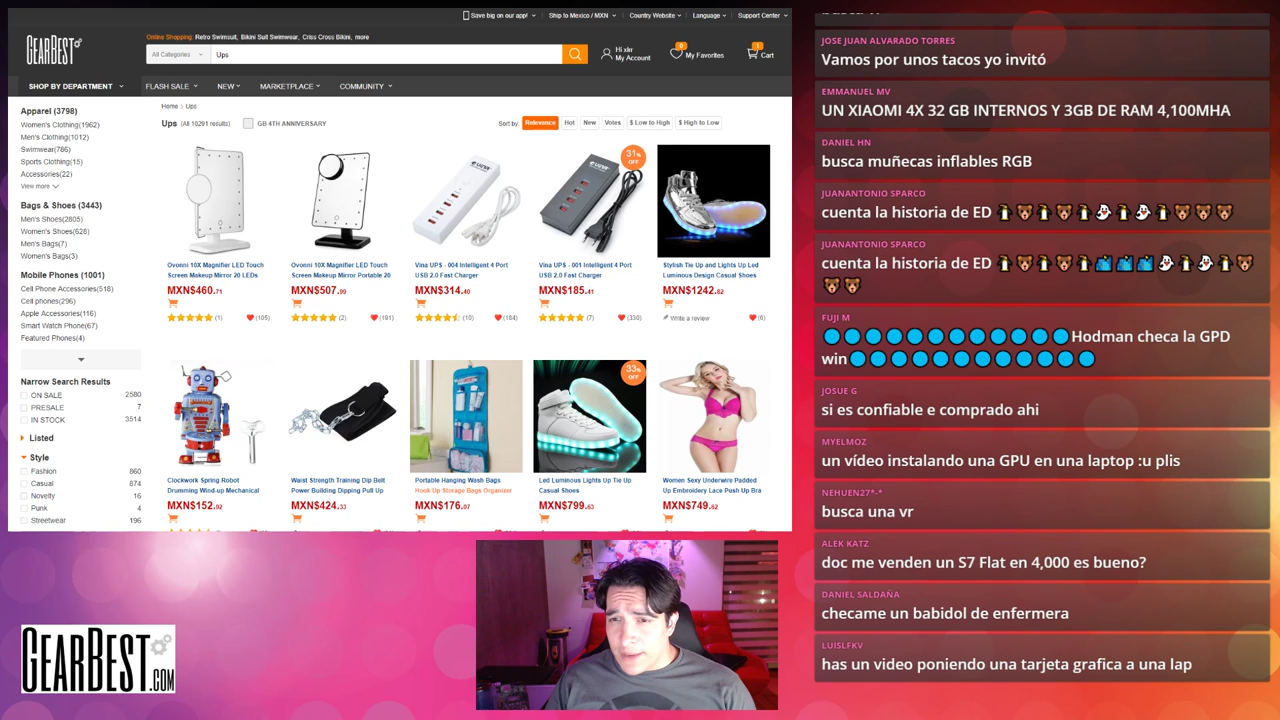 Save big on our app!
Ship to Mexico / MXN
Country Website
Language
Support Center
GEARBEST
Online Shopping: Retro Swimsuit, Bikini Suit Swimwear, Criss Cross Bikini, more
All Categories
Ups
Hi xlrr
My Account
0
My Favorites
1
Cart
SHOP BY DEPARTMENT
FLASH SALE
NEW
MARKETPLACE
COMMUNITY
Apparel (3798)
Women's Clothing(1962)
Men's Clothing(1012)
Swimwear(786)
Sports Clothing(15)
Accessories(22)
View more
Bags & Shoes (3443)
Men's Shoes(2805)
Women's Shoes(628)
Men's Bags(7)
Women's Bags(3)
Mobile Phones (1001)
Cell Phone Accessories(518)
Cell phones(296)
Apple Accessories(116)
Smart Watch Phone(67)
Featured Phones(4)
Narrow Search Results
ON SALE 2580
PRESALE 7
IN STOCK 3514
Listed
Style
Fashion 860
Casual 674
Novelty 16
Punk 4
Streetwear 196
Home > Ups
Ups (All 10291 results)
GB 4TH ANNIVERSARY
Sort by: Relevance Hot New Votes $ Low to High $ High to Low
31%
OFF
Ovonni 10X Magnifier LED Touch
Screen Makeup Mirror 20 LEDs
MXN$460.71
(1)
(105)
Ovonni 10X Magnifier LED Touch
Screen Makeup Mirror Portable 20
MXN$507.99
(2)
(191)
Vina UPS - 004 Intelligent 4 Port
USB 2.0 Fast Charger
MXN$314.40
(10)
(184)
Vina UPS - 001 Intelligent 4 Port
USB 2.0 Fast Charger
MXN$185.41
(7)
(330)
Stylish Tie Up and Lights Up Led
Luminous Design Casual Shoes
MXN$1242.82
Write a review
(6)
33%
OFF
Clockwork Spring Robot
Drumming Wind-up Mechanical
MXN$152.92
Waist Strength Training Dip Belt
Power Building Dipping Pull Up
MXN$424.33
Portable Hanging Wash Bags
Hook Up Storage Bags Organizer
MXN$176.07
Led Luminous Lights Up Tie Up
Casual Shoes
MXN$799.63
Women Sexy Underwire Padded
Up Embroidery Lace Push Up Bra
MXN$749.62
GEARBEST.COM
JOSE JUAN ALVARADO TORRES
Vamos por unos tacos yo invitó
EMMANUEL MV
UN XIAOMI 4X 32 GB INTERNOS Y 3GB DE RAM 4,100MHA
DANIEL HN
busca muñecas inflables RGB
JUANANTONIO SPARCO
cuenta la historia de ED
JUANANTONIO SPARCO
cuenta la historia de ED
FUJI M
Hodman checa la GPD
win
JOSUE G
si es confiable e comprado ahi
MYELMOZ
un vídeo instalando una GPU en una laptop :u plis
NEHUEN27*-*
busca una vr
ALEK KATZ
doc me venden un S7 Flat en 4,000 es bueno?
DANIEL SALDAÑA
checame un babidol de enfermera
LUISLFKV
has un video poniendo una tarjeta grafica a una lap